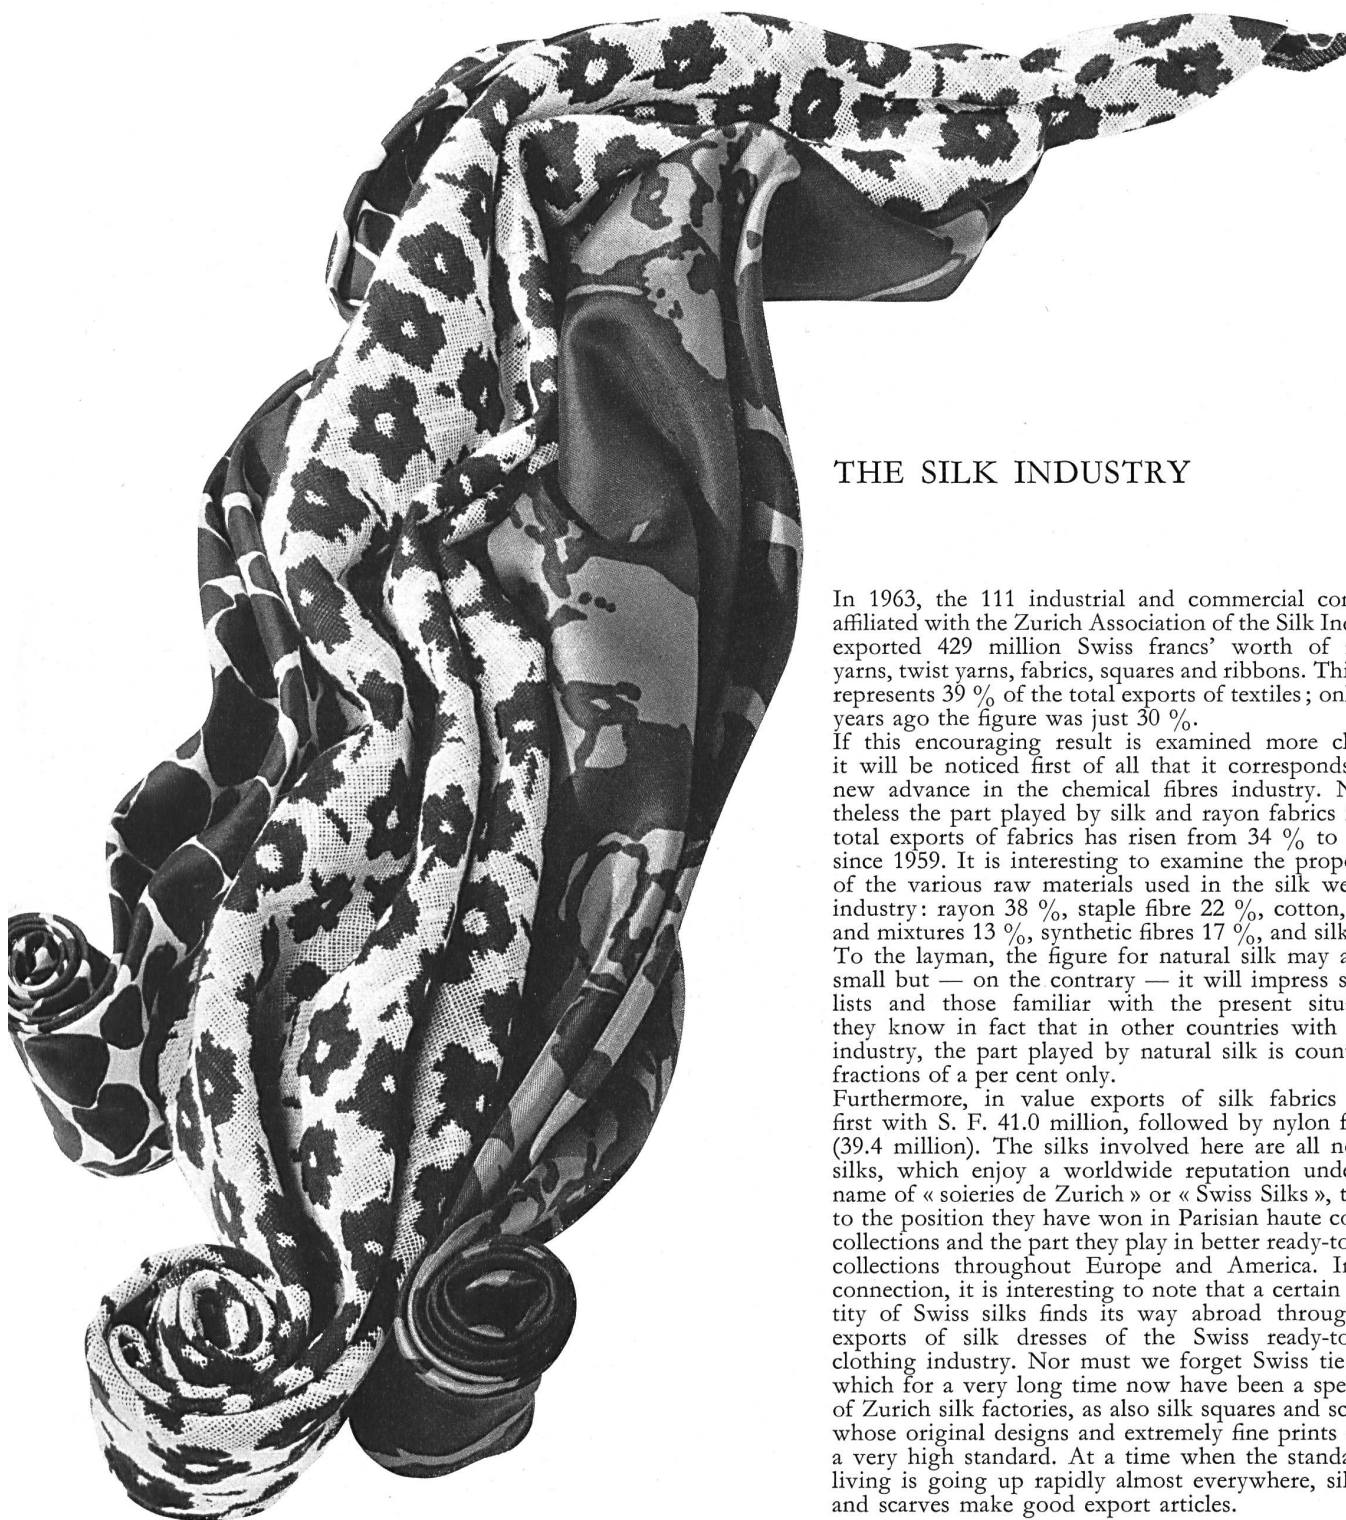 THE SILK INDUSTRY
In 1963, the 111 industrial and commercial
affiliated with the Zurich Association of the Silk
exported 429 million Swiss francs' worth of
yarns, twist yarns, fabrics, squares and ribbons.
represents 39 % of the total exports of textiles;
years ago the figure was just 30 %.
If this encouraging result is examined more
it will be noticed first of all that it corresponds
new advance in the chemical fibres industry.
theless the part played by silk and rayon fabrics
total exports of fabrics has risen from 34 % to
since 1959. It is interesting to examine the
of the various raw materials used in the silk
industry: rayon 38 %, staple fibre 22 %, cotton,
and mixtures 13 %, synthetic fibres 17 %, and silk
To the layman, the figure for natural silk may
small but — on the contrary — it will impress
lists and those familiar with the present
they know in fact that in other countries with
industry, the part played by natural silk is
fractions of a per cent only.
Furthermore, in value exports of silk fabrics
first with S. F. 41.0 million, followed by nylon
(39.4 million). The silks involved here are all
silks, which enjoy a worldwide reputation
name of « soieries de Zurich » or « Swiss Silks »,
to the position they have won in Parisian haute
collections and the part they play in better
collections throughout Europe and America.
connection, it is interesting to note that a certain
tity of Swiss silks finds its way abroad
exports of silk dresses of the Swiss
clothing industry. Nor must we forget Swiss
which for a very long time now have been a
of Zurich silk factories, as also silk squares and
whose original designs and extremely fine prints
a very high standard. At a time when the
living is going up rapidly almost everywhere,
and scarves make good export articles.